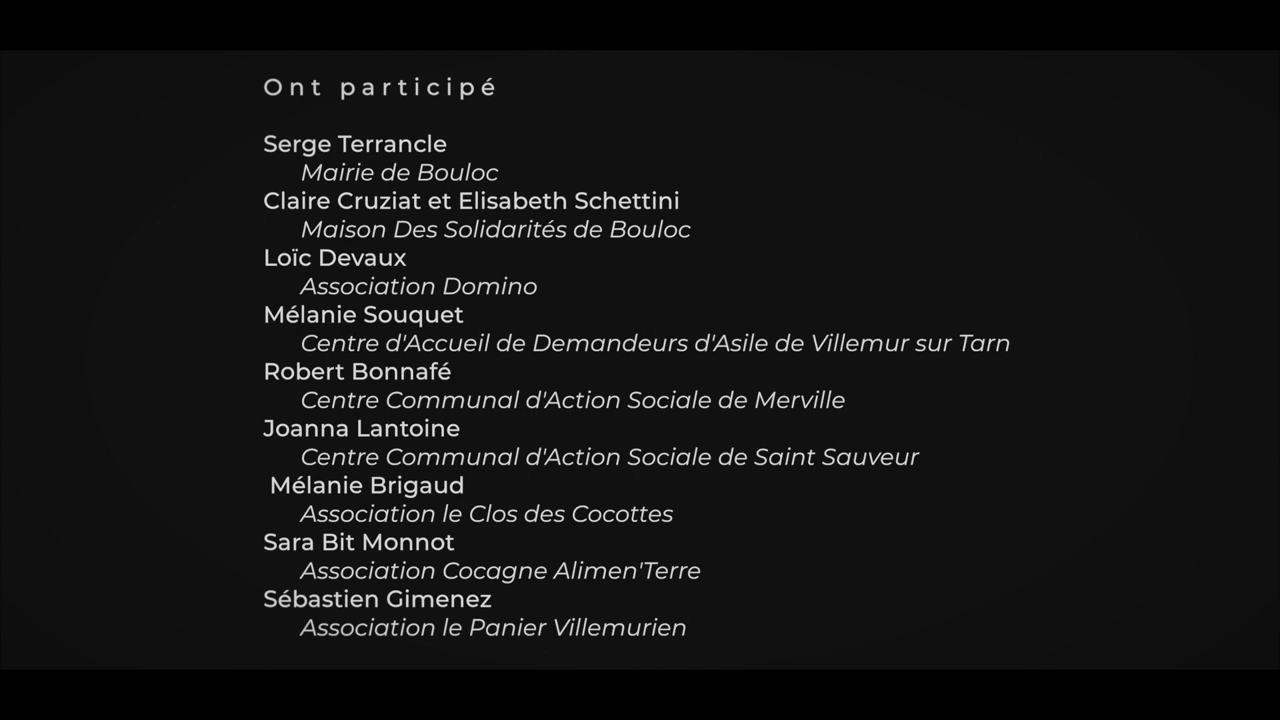 Ont participé
Serge Terrancle
Mairie de Bouloc
Claire Cruziat et Elisabeth Schettini
Maison Des Solidarités de Bouloc
Loïc Devaux
Association Domino
Mélanie Souquet
Centre d'Accueil de Demandeurs d'Asile de Villemur sur Tarn
Robert Bonnafé
Centre Communal d'Action Sociale de Merville
Joanna Lantoine
Centre Communal d'Action Sociale de Saint Sauveur
Mélanie Brigaud
Association le Clos des Cocottes
Sara Bit Monnot
Association Cocagne Alimen'Terre
Sébastien Gimenez
Association le Panier Villemurien